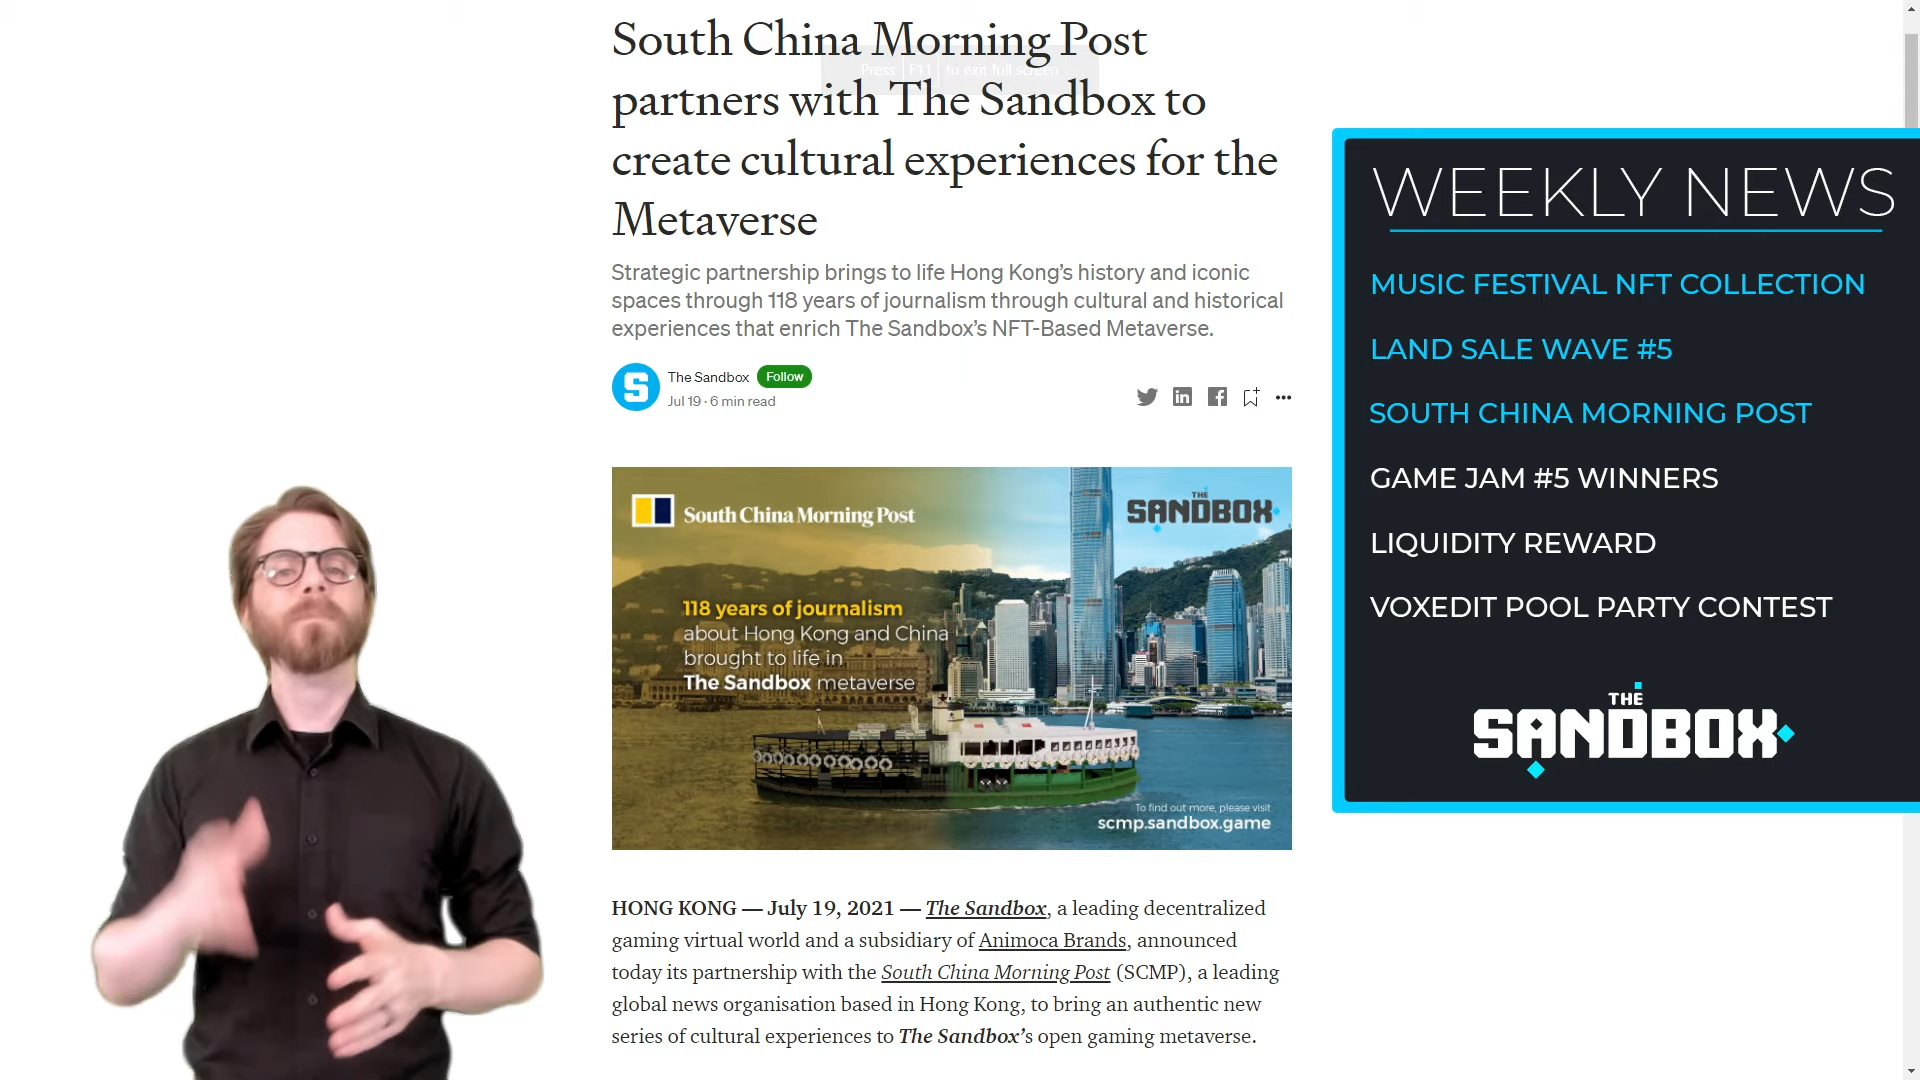 South China Morning Post
Press F11 to exit full screen
partners with The Sandbox to
create cultural experiences for the
Metaverse
Strategic partnership brings to life Hong Kong's history and iconic
spaces through 118 years of journalism through cultural and historical
experiences that enrich The Sandbox's NFT-Based Metaverse.
The Sandbox Follow
Jul 19 · 6 min read
South China Morning Post
THE
SANDBOX
118 years of journalism
about Hong Kong and China
brought to life in
The Sandbox metaverse
To find out more, please visit
scmp.sandbox.game
HONG KONG — July 19, 2021 — The Sandbox, a leading decentralized
gaming virtual world and a subsidiary of Animoca Brands, announced
today its partnership with the South China Morning Post (SCMP), a leading
global news organisation based in Hong Kong, to bring an authentic new
series of cultural experiences to The Sandbox's open gaming metaverse.
WEEKLY NEWS
MUSIC FESTIVAL NFT COLLECTION
LAND SALE WAVE #5
SOUTH CHINA MORNING POST
GAME JAM #5 WINNERS
LIQUIDITY REWARD
VOXEDIT POOL PARTY CONTEST
THE
SANDBOX